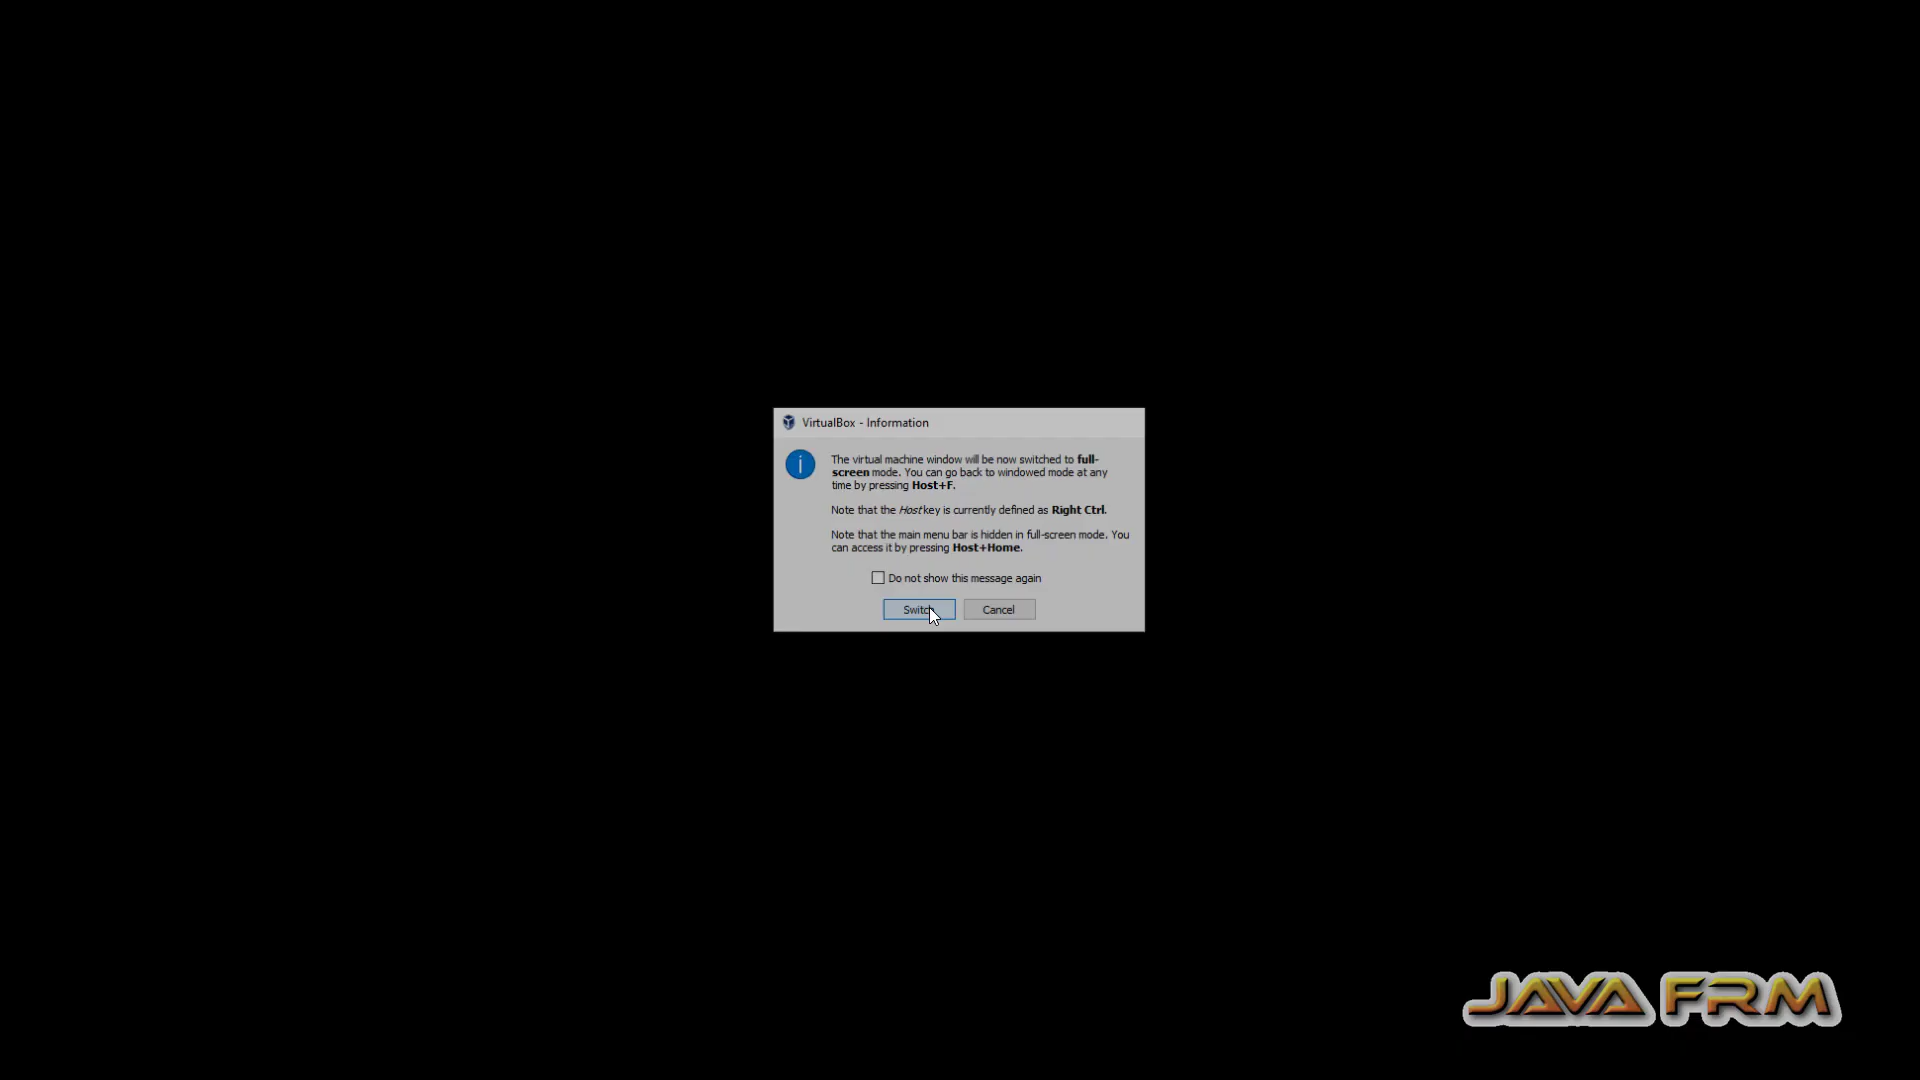 VirtualBox - Information
The virtual machine window will be now switched to full-
screen mode. You can go back to windowed mode at any
time by pressing Host+F.
Note that the Host key is currently defined as Right Ctrl.
Note that the main menu bar is hidden in full-screen mode. You
can access it by pressing Host+Home.
Do not show this message again
Switch Cancel
JAVA FRM